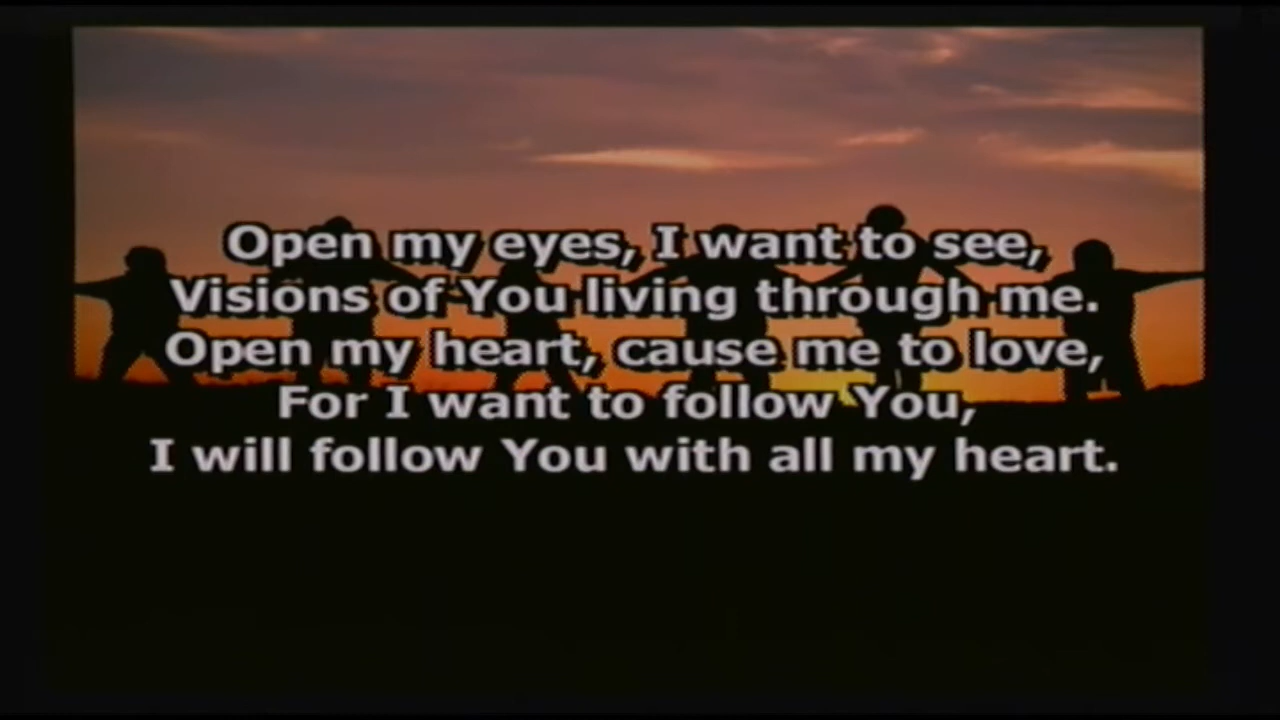 Open my eyes, I want to see,
Visions of You living through me.
Open my heart, cause me to love,
For I want to follow You,
I will follow You with all my heart.